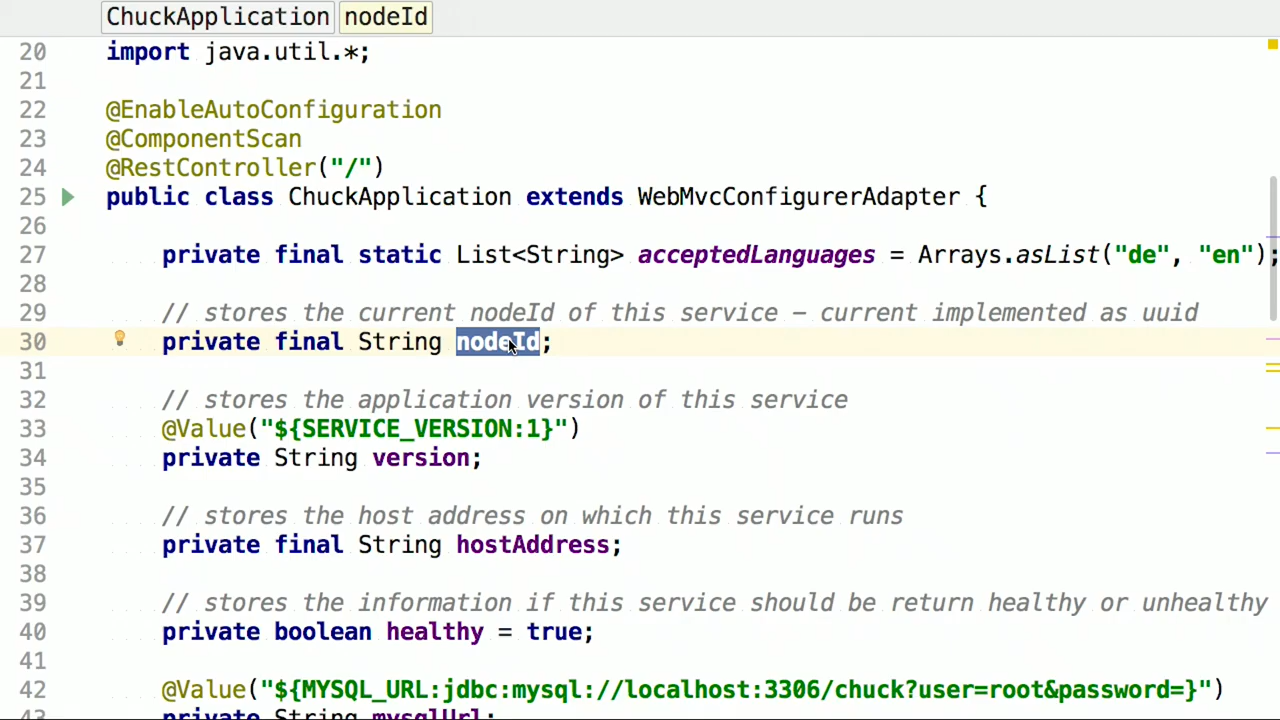 ChuckApplication nodeId
20 import java.util.*;
21
22 @EnableAutoConfiguration
23 @ComponentScan
24 @RestController("/")
25 public class ChuckApplication extends WebMvcConfigurerAdapter {
26
27 private final static List<String> acceptedLanguages = Arrays.asList("de", "en");
28
29 // stores the current nodeId of this service – current implemented as uuid
30 private final String nodeId;
31
32 // stores the application version of this service
33 @Value("${SERVICE_VERSION:1}")
34 private String version;
35
36 // stores the host address on which this service runs
37 private final String hostAddress;
38
39 // stores the information if this service should be return healthy or unhealthy
40 private boolean healthy = true;
41
42 @Value("${MYSQL_URL:jdbc:mysql://localhost:3306/chuck?user=root&password=}")
43 private String mysqlUrl;